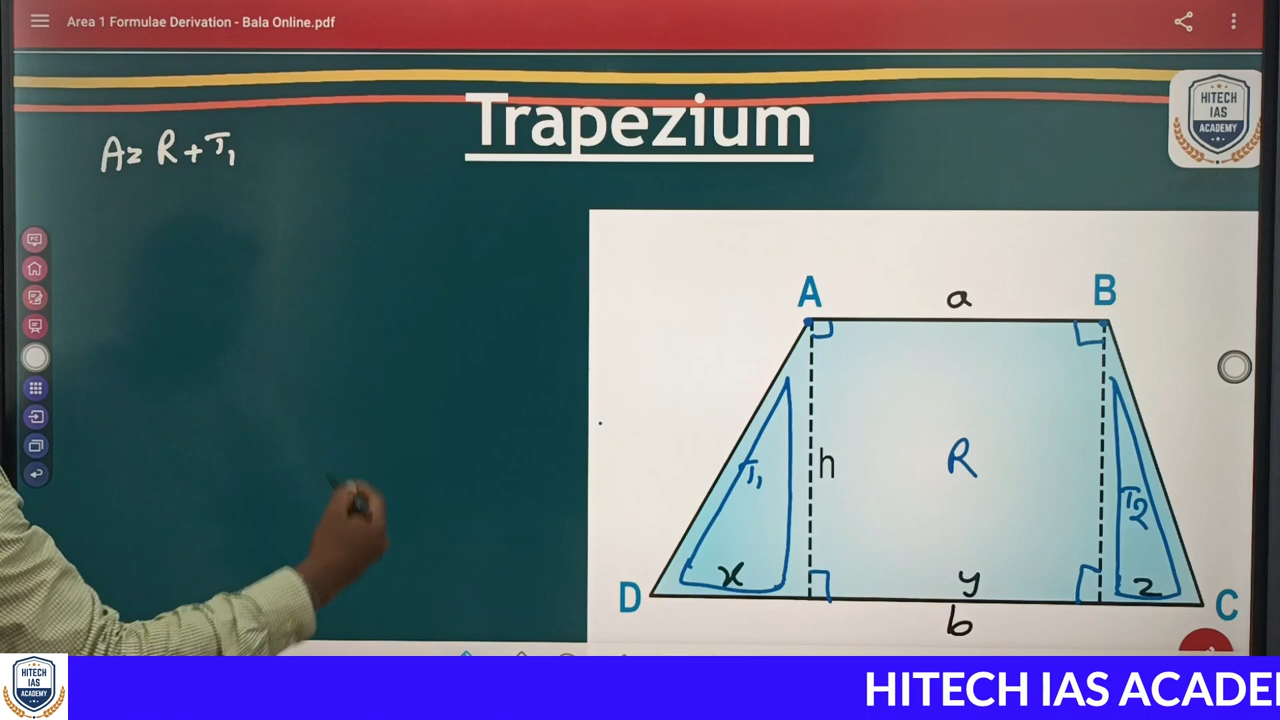 Area 1 Formulae Derivation - Bala Online.pdf
Trapezium
HITECH
IAS
ACADEMY
A= R + T1
A
a
B
h
R
T1
T2
x
y
z
D
b
C
HITECH
IAS
ACADEMY
HITECH IAS ACADE